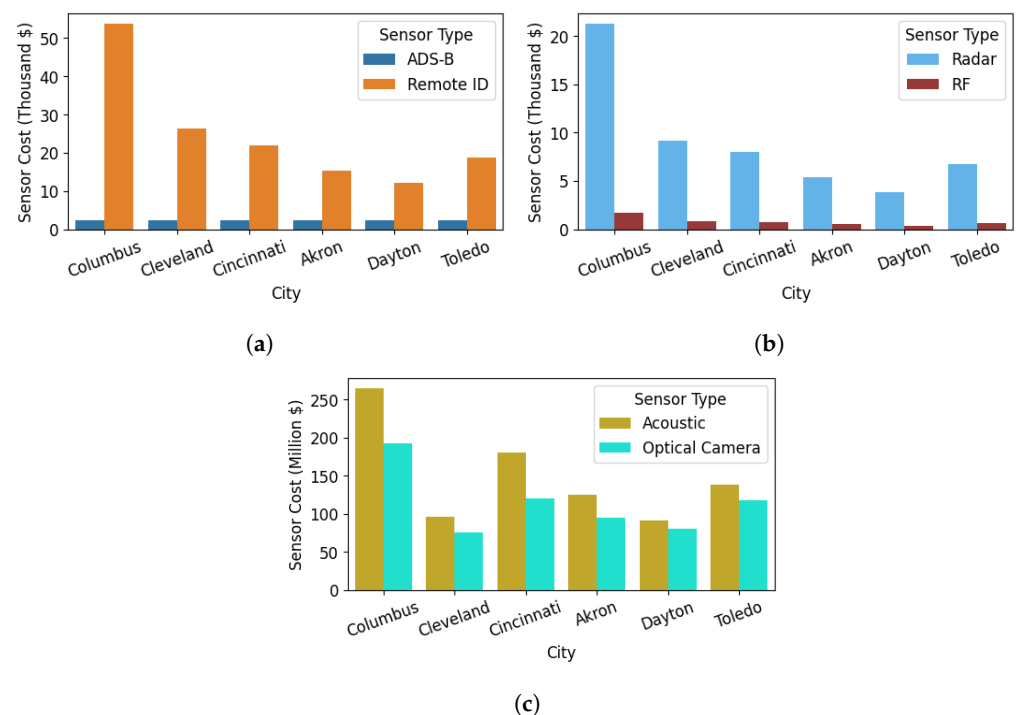 Sensor Cost (Thousand $)
50
40
30
20
10
0
Sensor Type
ADS-B
Remote ID
Columbus
Cleveland
Cincinnati
Akron
Dayton
Toledo
City
(a)
Sensor Cost (Thousand $)
20
15
10
5
0
Sensor Type
Radar
RF
Columbus
Cleveland
Cincinnati
Akron
Dayton
Toledo
City
(b)
Sensor Cost (Million $)
250
200
150
100
50
0
Sensor Type
Acoustic
Optical Camera
Columbus
Cleveland
Cincinnati
Akron
Dayton
Toledo
City
(c)